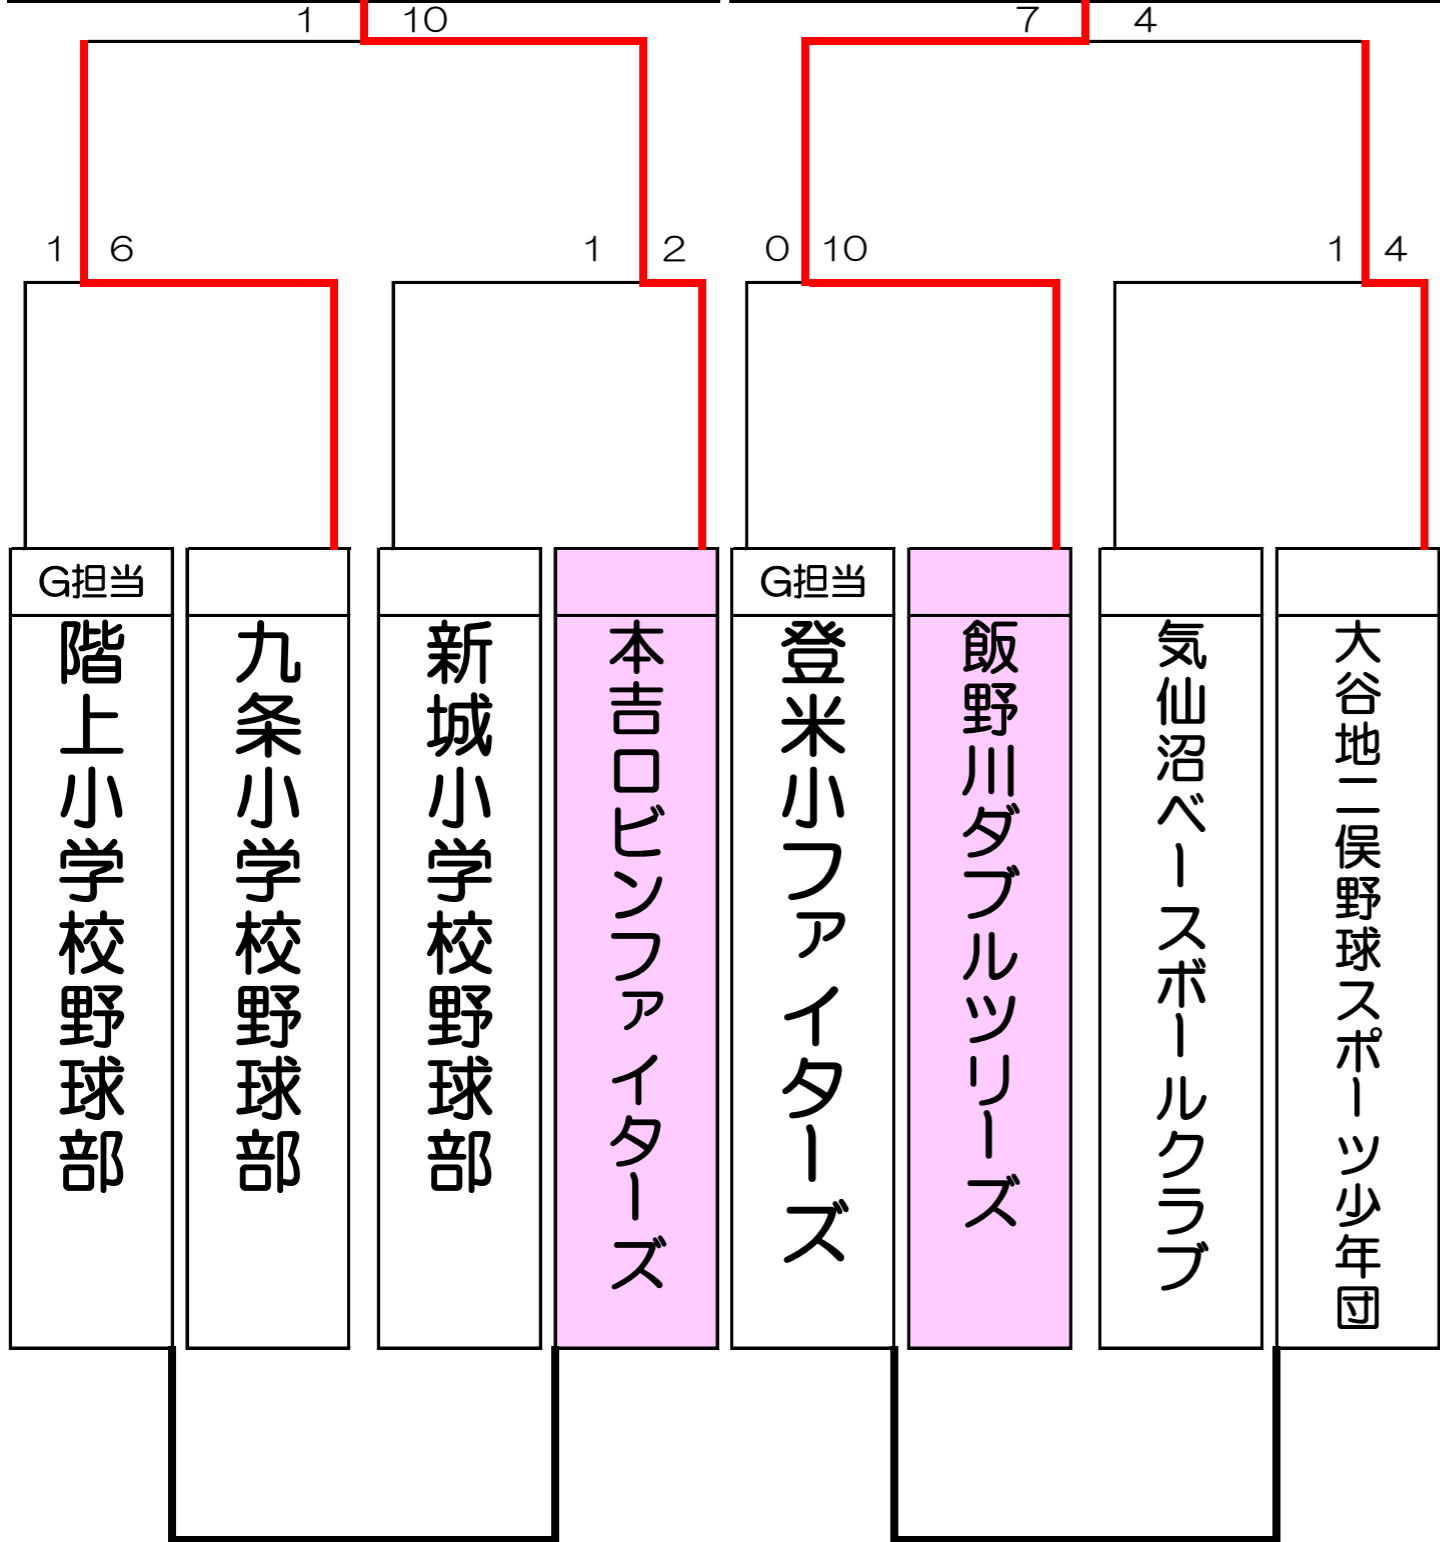 1 10 7 4
1 6 1 2 0 10 1 4
G担当 G担当
階上小学校野球部
九条小学校野球部
新城小学校野球部
本吉ロビンファイターズ
登米小ファイターズ
飯野川ダブルツリーズ
気仙沼ベースボールクラブ
大谷地二俣野球スポーツ少年団